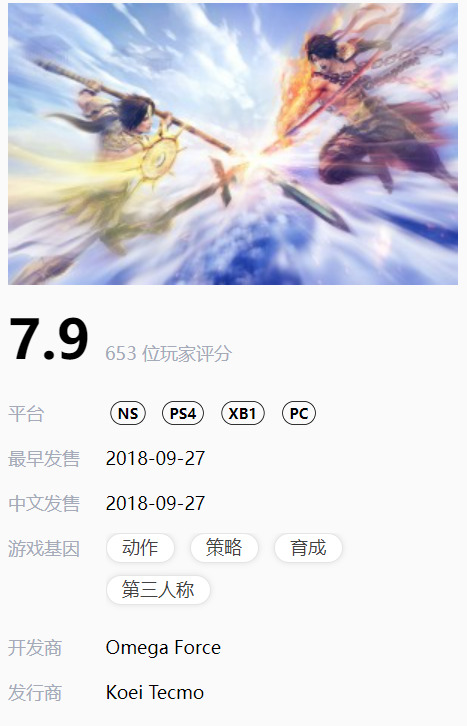 7.9 653 位玩家评分
平台 NS PS4 XB1 PC
最早发售 2018-09-27
中文发售 2018-09-27
游戏基因 动作 策略 育成
第三人称
开发商 Omega Force
发行商 Koei Tecmo